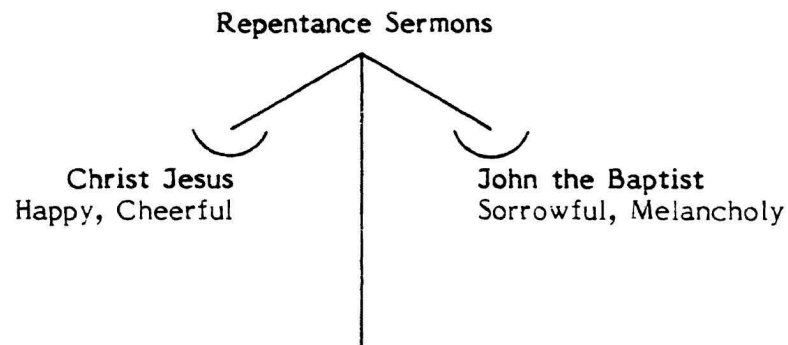 Repentance Sermons
Christ Jesus
Happy, Cheerful
John the Baptist
Sorrowful, Melancholy